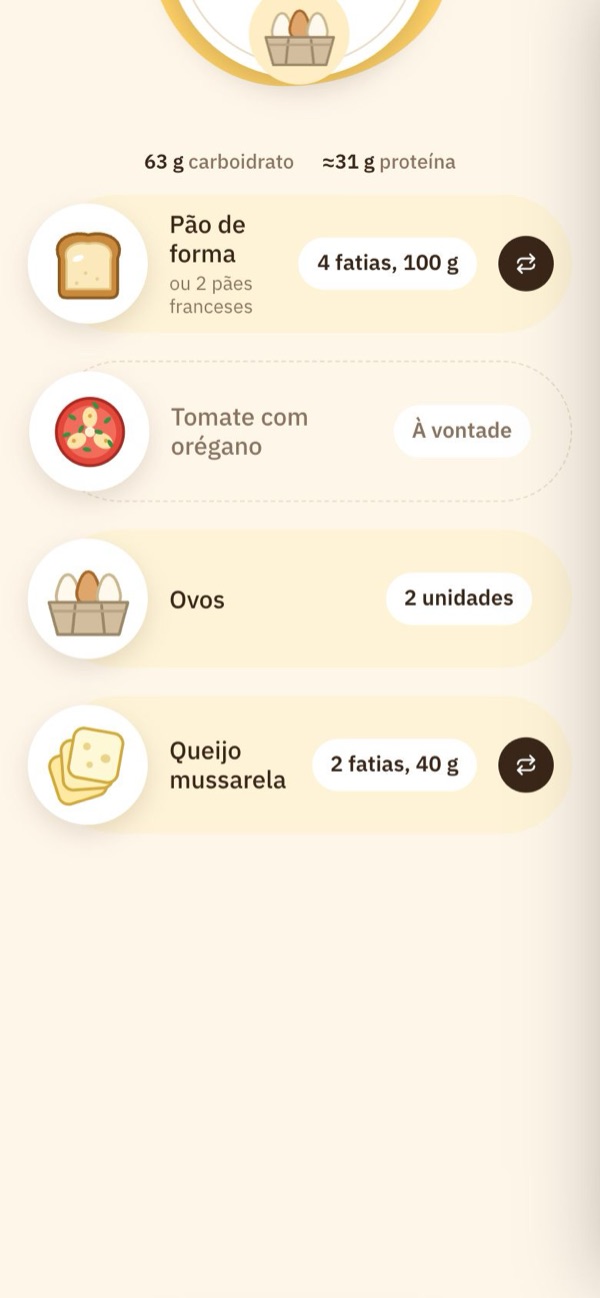 63 g carboidrato ≈31 g proteína
Pão de
forma
ou 2 pães
franceses
4 fatias, 100 g
Tomate com
orégano
À vontade
Ovos
2 unidades
Queijo
mussarela
2 fatias, 40 g